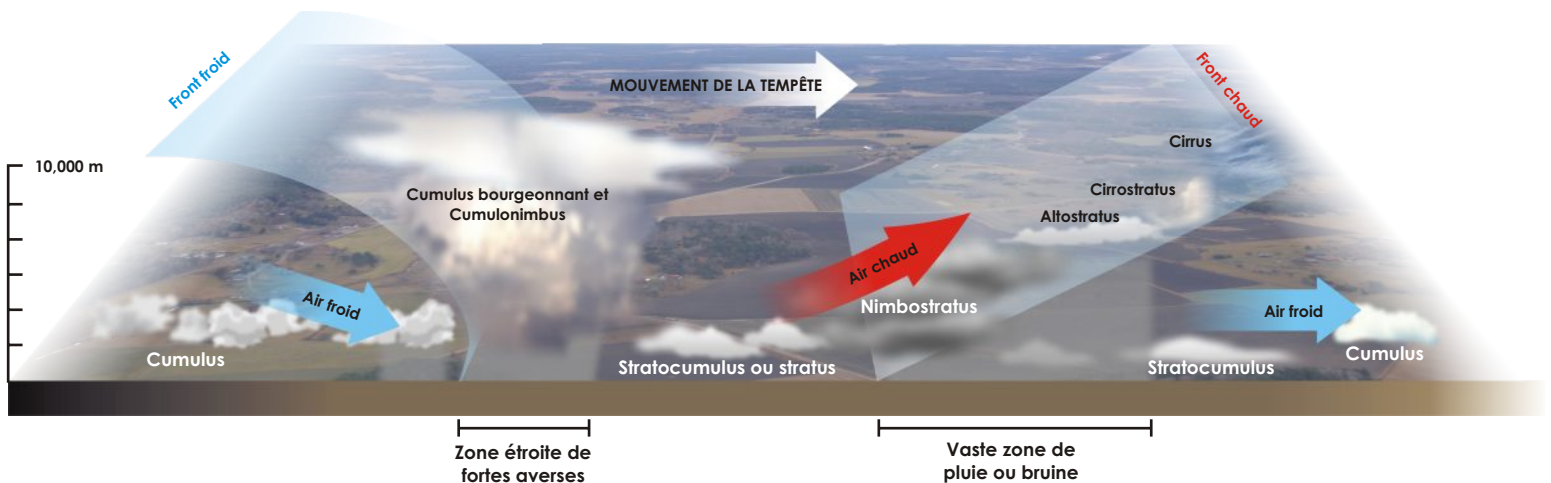 Front froid
MOUVEMENT DE LA TEMPÊTE
Front chaud
10,000 m
Cirrus
Cumulus bourgeonnant et
Cumulonimbus
Cirrostratus
Altostratus
Air chaud
Air froid
Nimbostratus
Air froid
Cumulus
Stratocumulus ou stratus
Stratocumulus
Cumulus
Zone étroite de
fortes averses
Vaste zone de
pluie ou bruine